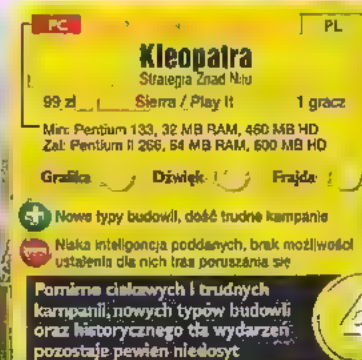 PC
PL
Kleopatra
Strategia Znad Nilu
99 zł Sierra / Play It 1 gracz
Min: Pentium 133, 32 MB RAM, 460 MB HD
Zal: Pentium II 266, 64 MB RAM, 600 MB HD
Grafika Dźwięk Frajda
Nowe typy budowli, dość trudne kampanie
Niska inteligencja poddanych, brak możliwości
ustalenia dla nich tras poruszania się
Pomimo ciekawych i trudnych
kampanii, nowych typów budowli
oraz historycznego tła wydarzeń
pozostaje pewien niedosyt